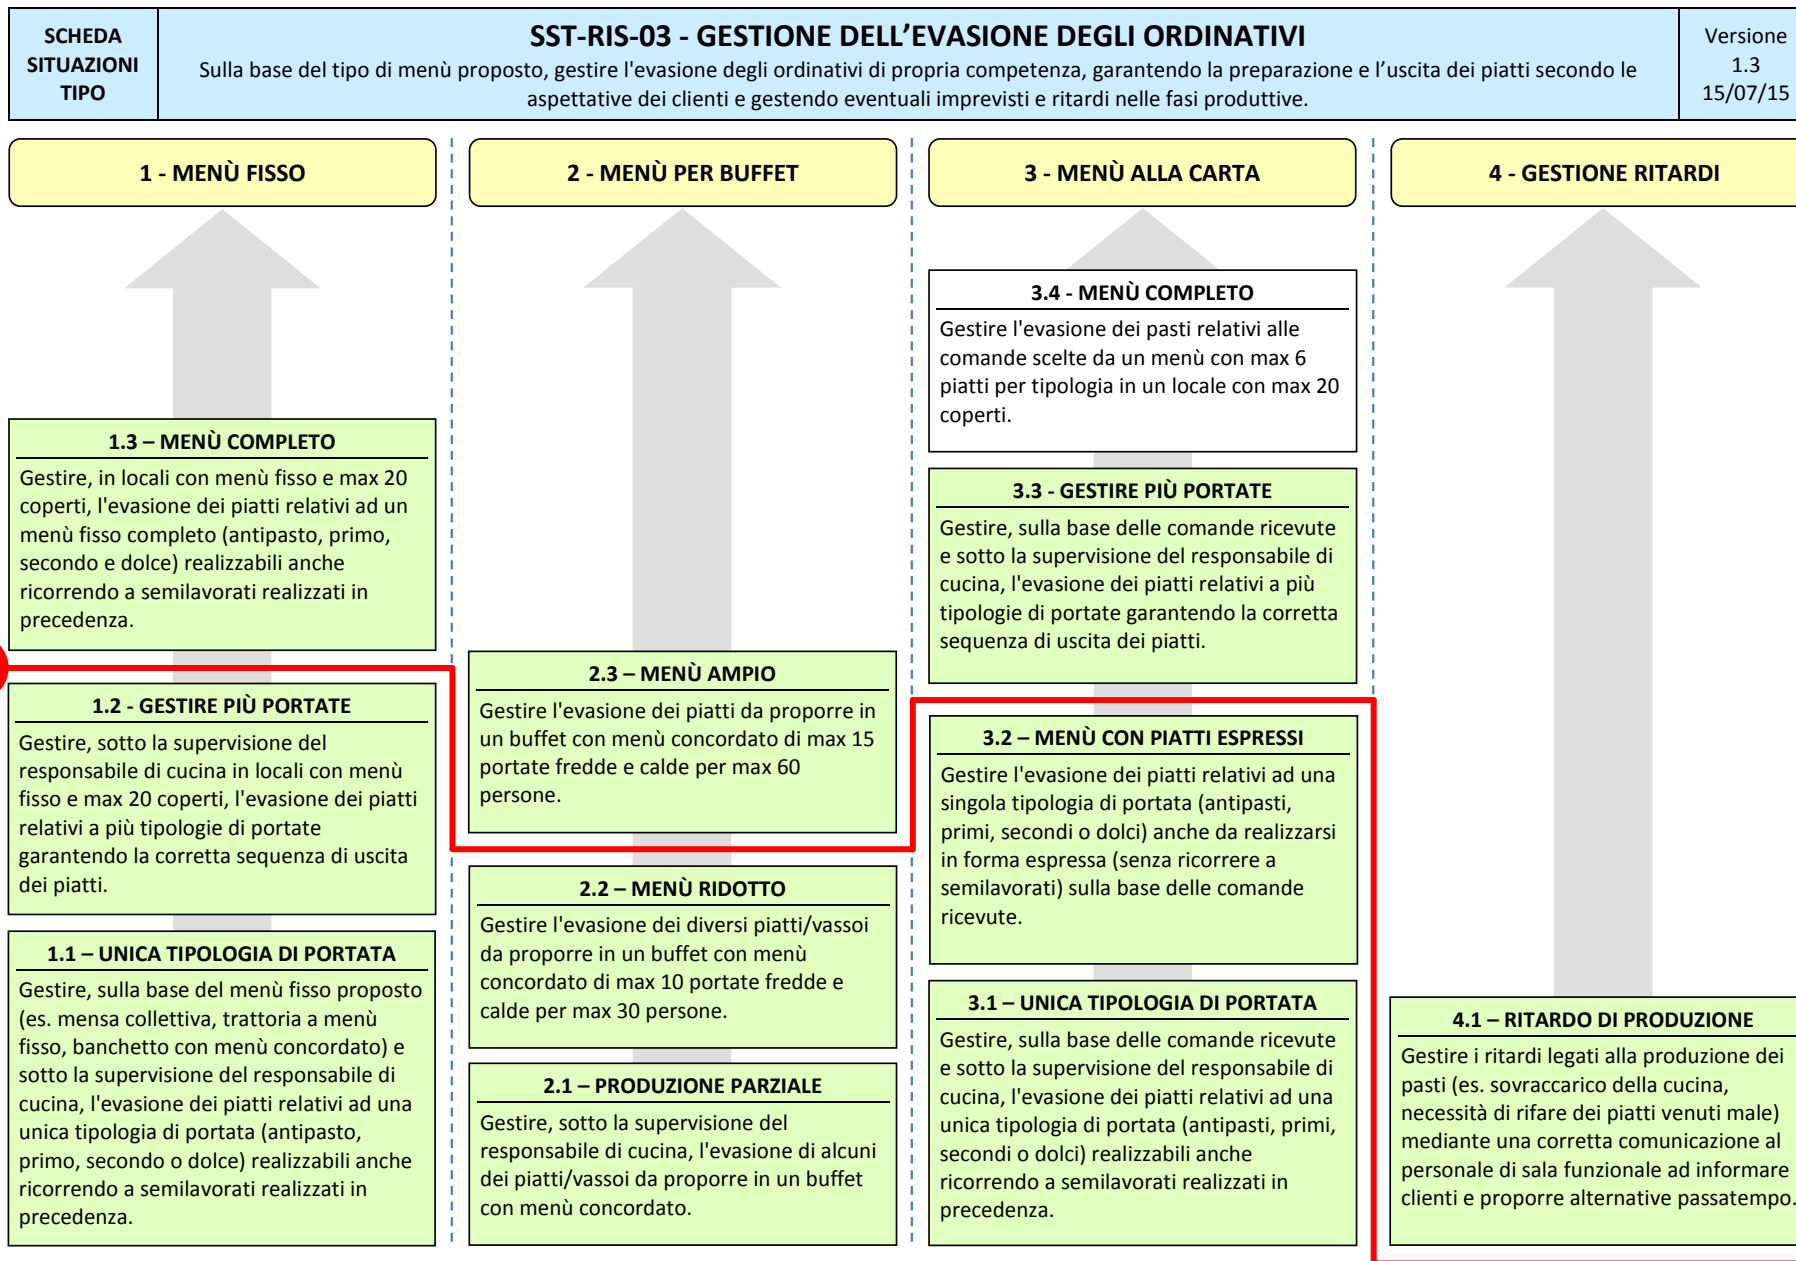 SCHEDA
SITUAZIONI
TIPO
SST-RIS-03 - GESTIONE DELL’EVASIONE DEGLI ORDINATIVI
Sulla base del tipo di menù proposto, gestire l'evasione degli ordinativi di propria competenza, garantendo la preparazione e l’uscita dei piatti secondo le
aspettative dei clienti e gestendo eventuali imprevisti e ritardi nelle fasi produttive.
Versione
1.3
15/07/15
1 - MENÙ FISSO
1.3 – MENÙ COMPLETO
Gestire, in locali con menù fisso e max 20
coperti, l'evasione dei piatti relativi ad un
menù fisso completo (antipasto, primo,
secondo e dolce) realizzabili anche
ricorrendo a semilavorati realizzati in
precedenza.
1.2 - GESTIRE PIÙ PORTATE
Gestire, sotto la supervisione del
responsabile di cucina in locali con menù
fisso e max 20 coperti, l'evasione dei piatti
relativi a più tipologie di portate
garantendo la corretta sequenza di uscita
dei piatti.
1.1 – UNICA TIPOLOGIA DI PORTATA
Gestire, sulla base del menù fisso proposto
(es. mensa collettiva, trattoria a menù
fisso, banchetto con menù concordato) e
sotto la supervisione del responsabile di
cucina, l'evasione dei piatti relativi ad una
unica tipologia di portata (antipasto,
primo, secondo o dolce) realizzabili anche
ricorrendo a semilavorati realizzati in
precedenza.
2 - MENÙ PER BUFFET
2.3 – MENÙ AMPIO
Gestire l'evasione dei piatti da proporre in
un buffet con menù concordato di max 15
portate fredde e calde per max 60
persone.
2.2 – MENÙ RIDOTTO
Gestire l'evasione dei diversi piatti/vassoi
da proporre in un buffet con menù
concordato di max 10 portate fredde e
calde per max 30 persone.
2.1 – PRODUZIONE PARZIALE
Gestire, sotto la supervisione del
responsabile di cucina, l'evasione di alcuni
dei piatti/vassoi da proporre in un buffet
con menù concordato.
3 - MENÙ ALLA CARTA
3.4 - MENÙ COMPLETO
Gestire l'evasione dei pasti relativi alle
comande scelte da un menù con max 6
piatti per tipologia in un locale con max 20
coperti.
3.3 - GESTIRE PIÙ PORTATE
Gestire, sulla base delle comande ricevute
e sotto la supervisione del responsabile di
cucina, l'evasione dei piatti relativi a più
tipologie di portate garantendo la corretta
sequenza di uscita dei piatti.
3.2 – MENÙ CON PIATTI ESPRESSI
Gestire l'evasione dei piatti relativi ad una
singola tipologia di portata (antipasti,
primi, secondi o dolci) anche da realizzarsi
in forma espressa (senza ricorrere a
semilavorati) sulla base delle comande
ricevute.
3.1 – UNICA TIPOLOGIA DI PORTATA
Gestire, sulla base delle comande ricevute
e sotto la supervisione del responsabile di
cucina, l'evasione dei piatti relativi ad una
unica tipologia di portata (antipasti, primi,
secondi o dolci) realizzabili anche
ricorrendo a semilavorati realizzati in
precedenza.
4 - GESTIONE RITARDI
4.1 – RITARDO DI PRODUZIONE
Gestire i ritardi legati alla produzione dei
pasti (es. sovraccarico della cucina,
necessità di rifare dei piatti venuti male)
mediante una corretta comunicazione al
personale di sala funzionale ad informare
clienti e proporre alternative passatempo.